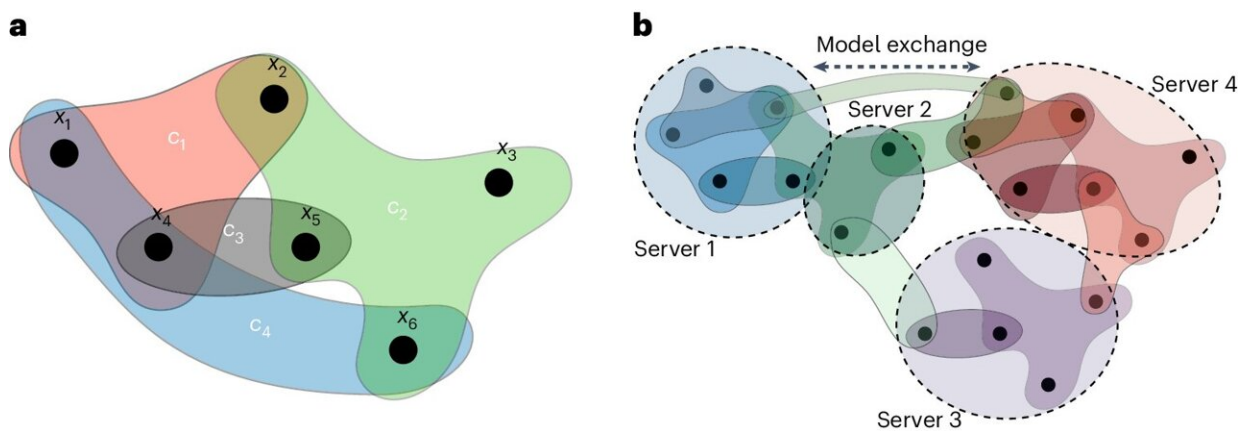 a
x₁
x₂
x₃
x₄
x₅
x₆
c₁
c₂
c₃
c₄
b
Model exchange
Server 1
Server 2
Server 4
Server 3